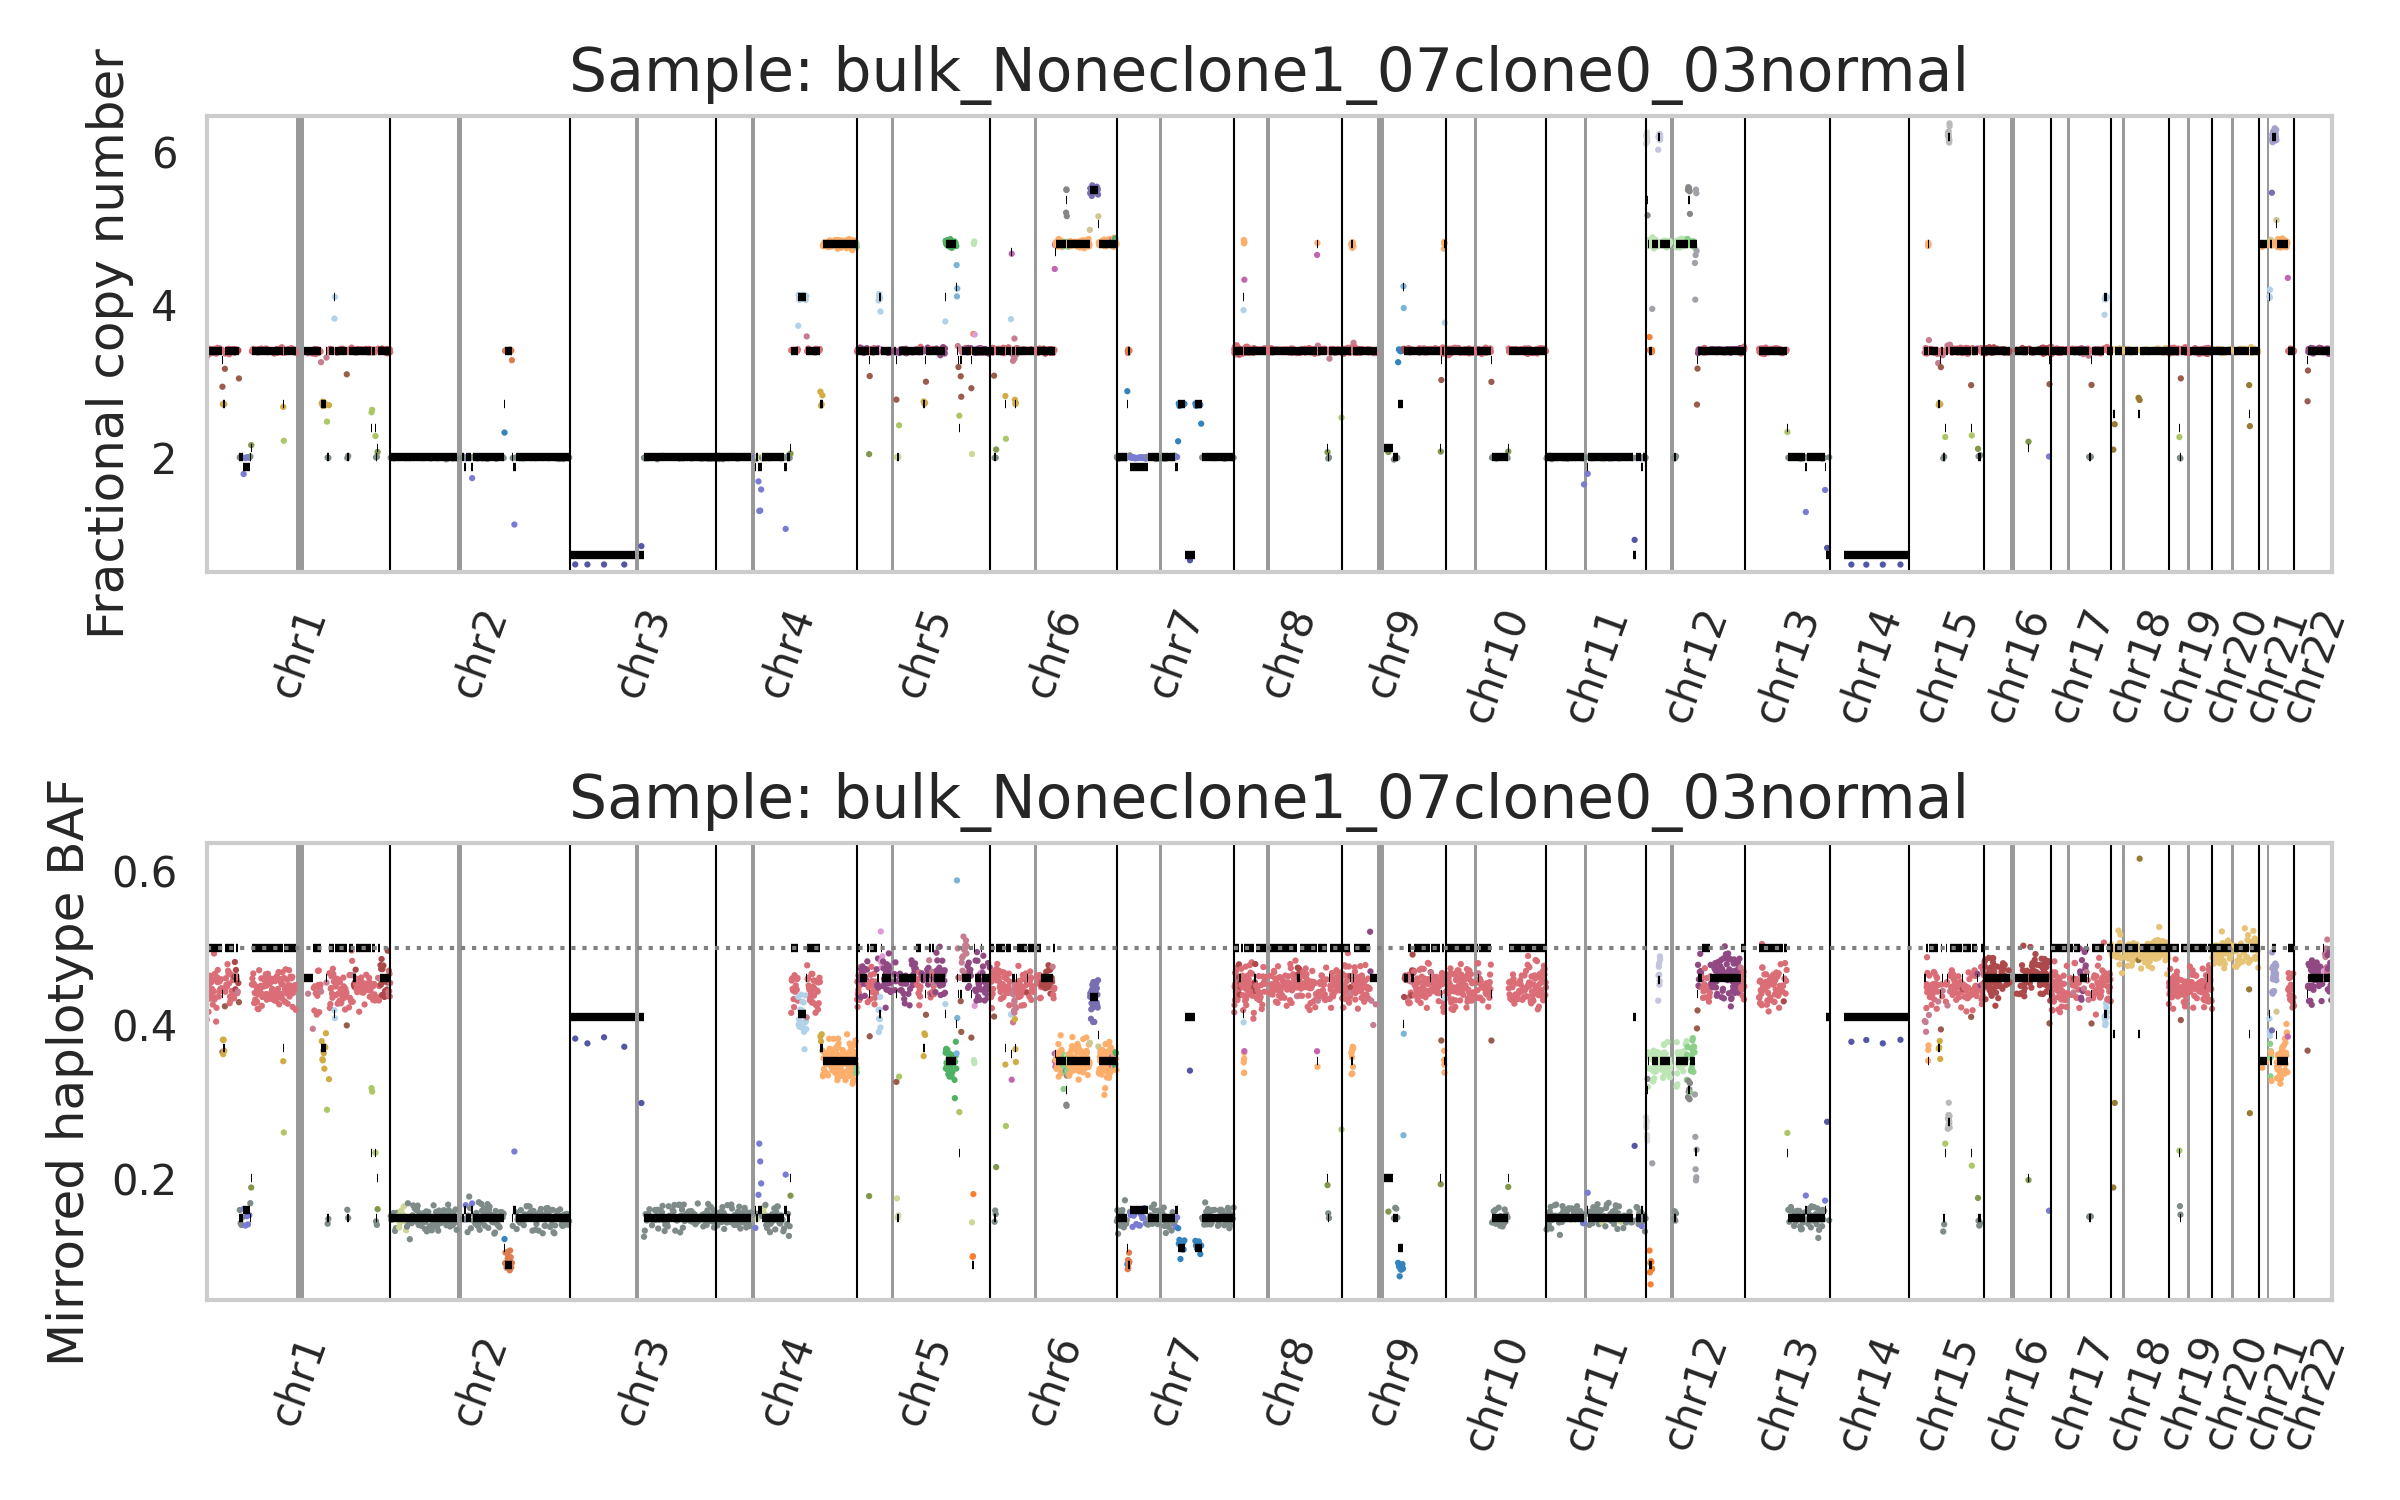 Sample: bulk_Noneclone1_07clone0_03normal
Fractional copy number
6
4
2
chr1 chr2 chr3 chr4 chr5 chr6 chr7 chr8 chr9 chr10 chr11 chr12 chr13 chr14 chr15 chr16 chr17 chr18 chr19 chr20 chr21 chr22
Sample: bulk_Noneclone1_07clone0_03normal
Mirrored haplotype BAF
0.6
0.4
0.2
chr1 chr2 chr3 chr4 chr5 chr6 chr7 chr8 chr9 chr10 chr11 chr12 chr13 chr14 chr15 chr16 chr17 chr18 chr19 chr20 chr21 chr22